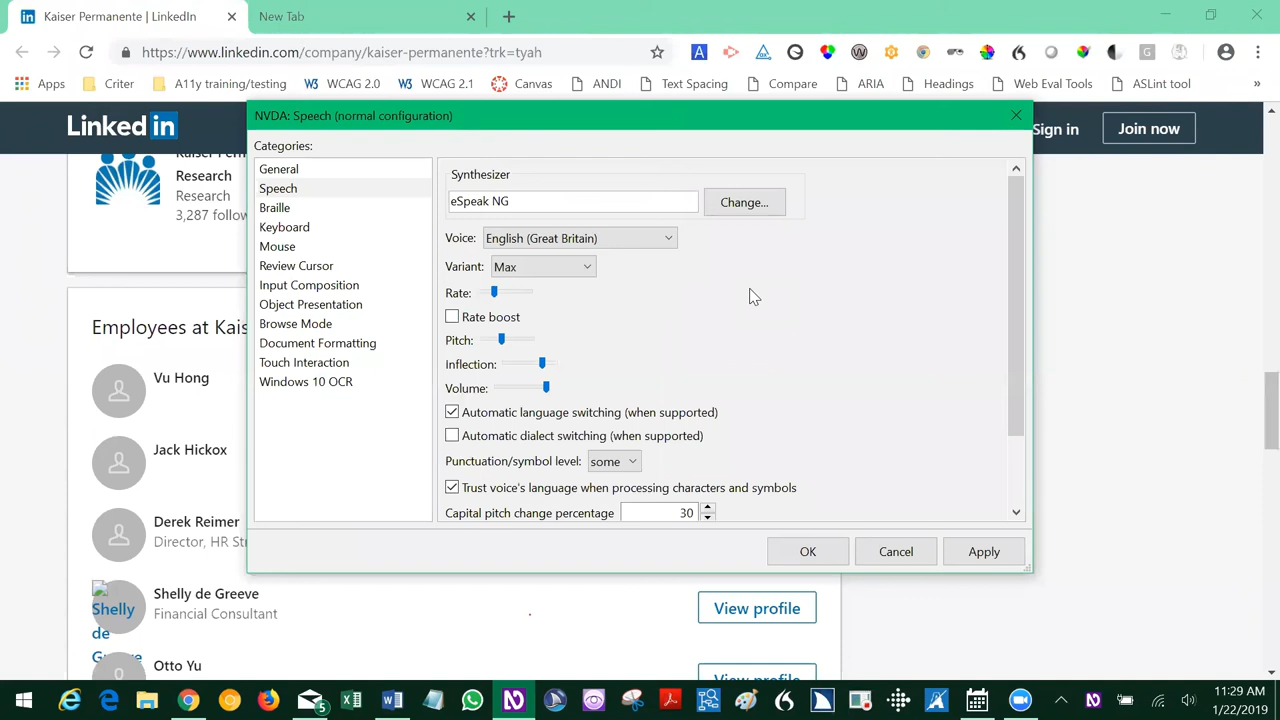 Kaiser Permanente | LinkedIn
New Tab
https://www.linkedin.com/company/kaiser-permanente?trk=tyah
Apps Criter A11y training/testing W3 WCAG 2.0 W3 WCAG 2.1 Canvas ANDI Text Spacing Compare ARIA Headings Web Eval Tools ASLint tool »
Linked in
Sign in
Join now
Research
Research
3,287 follow
Employees at Kais
Vu Hong
Jack Hickox
Derek Reimer
Director, HR Str
Shelly de
Shelly de Greeve
Financial Consultant
View profile
Otto Yu
NVDA: Speech (normal configuration)
Categories:
General
Speech
Braille
Keyboard
Mouse
Review Cursor
Input Composition
Object Presentation
Browse Mode
Document Formatting
Touch Interaction
Windows 10 OCR
Synthesizer
eSpeak NG
Change...
Voice: English (Great Britain)
Variant: Max
Rate:
Rate boost
Pitch:
Inflection:
Volume:
Automatic language switching (when supported)
Automatic dialect switching (when supported)
Punctuation/symbol level: some
Trust voice's language when processing characters and symbols
Capital pitch change percentage 30
OK
Cancel
Apply
11:29 AM
1/22/2019